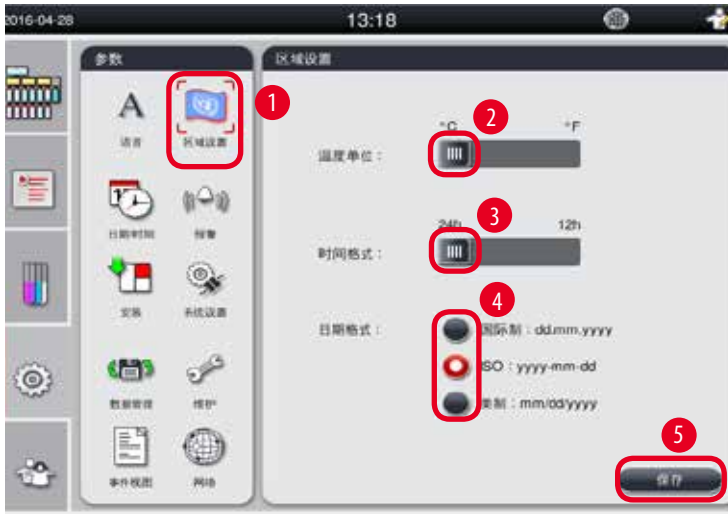 2016-04-28 13:18
参数
区域设置
1
语言
区域设置
日期/时间
报警
安装
系统设置
数据管理
维护
事件视图
网络
2
°C °F
温度单位：
3
24h 12h
时间格式：
4
日期格式：
国际制：dd.mm.yyyy
ISO：yyyy-mm-dd
美制：mm/dd/yyyy
5
保存